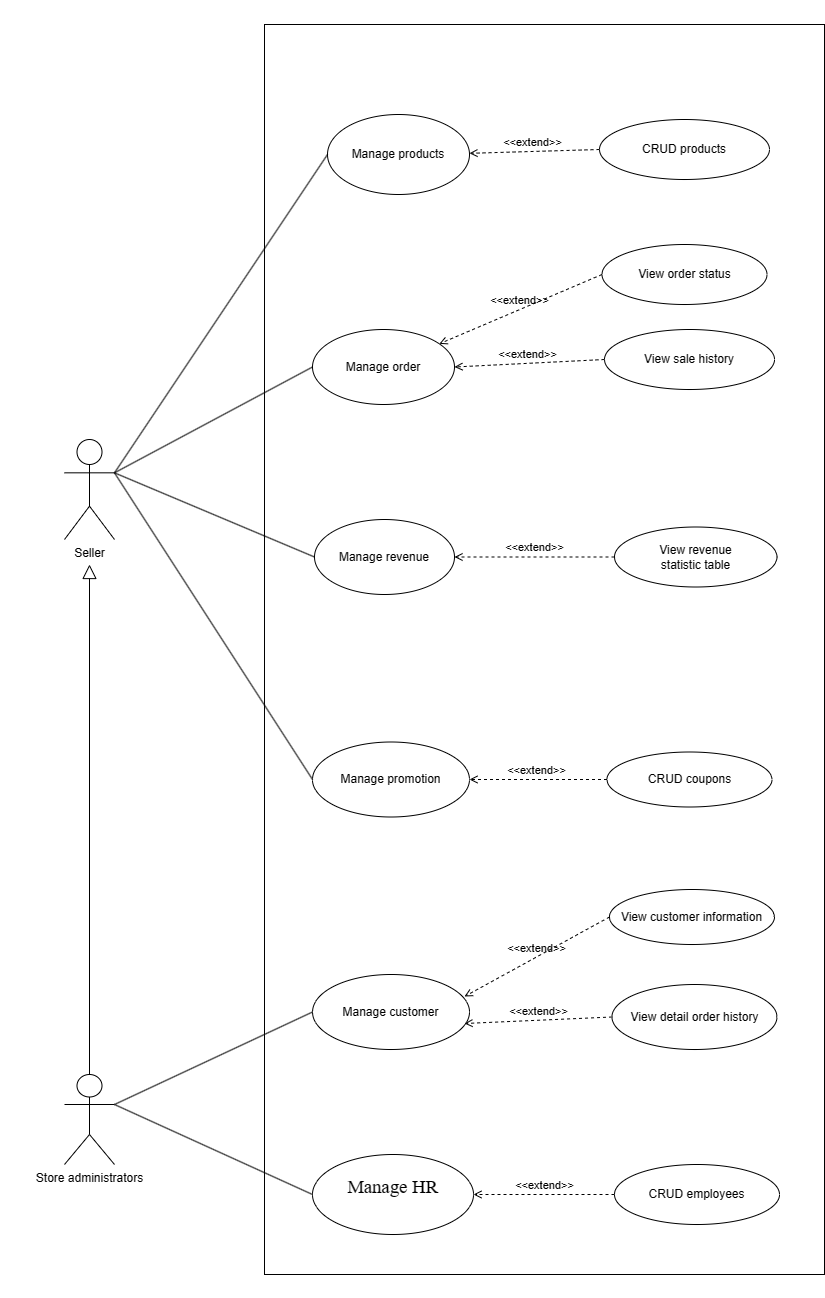 Manage products
<<extend>>
CRUD products
View order status
<<extend>>
Manage order
<<extend>>
View sale history
Seller
Manage revenue
<<extend>>
View revenue
statistic table
Manage promotion
<<extend>>
CRUD coupons
View customer information
<<extend>>
Manage customer
<<extend>>
View detail order history
Store administrators
Manage HR
<<extend>>
CRUD employees